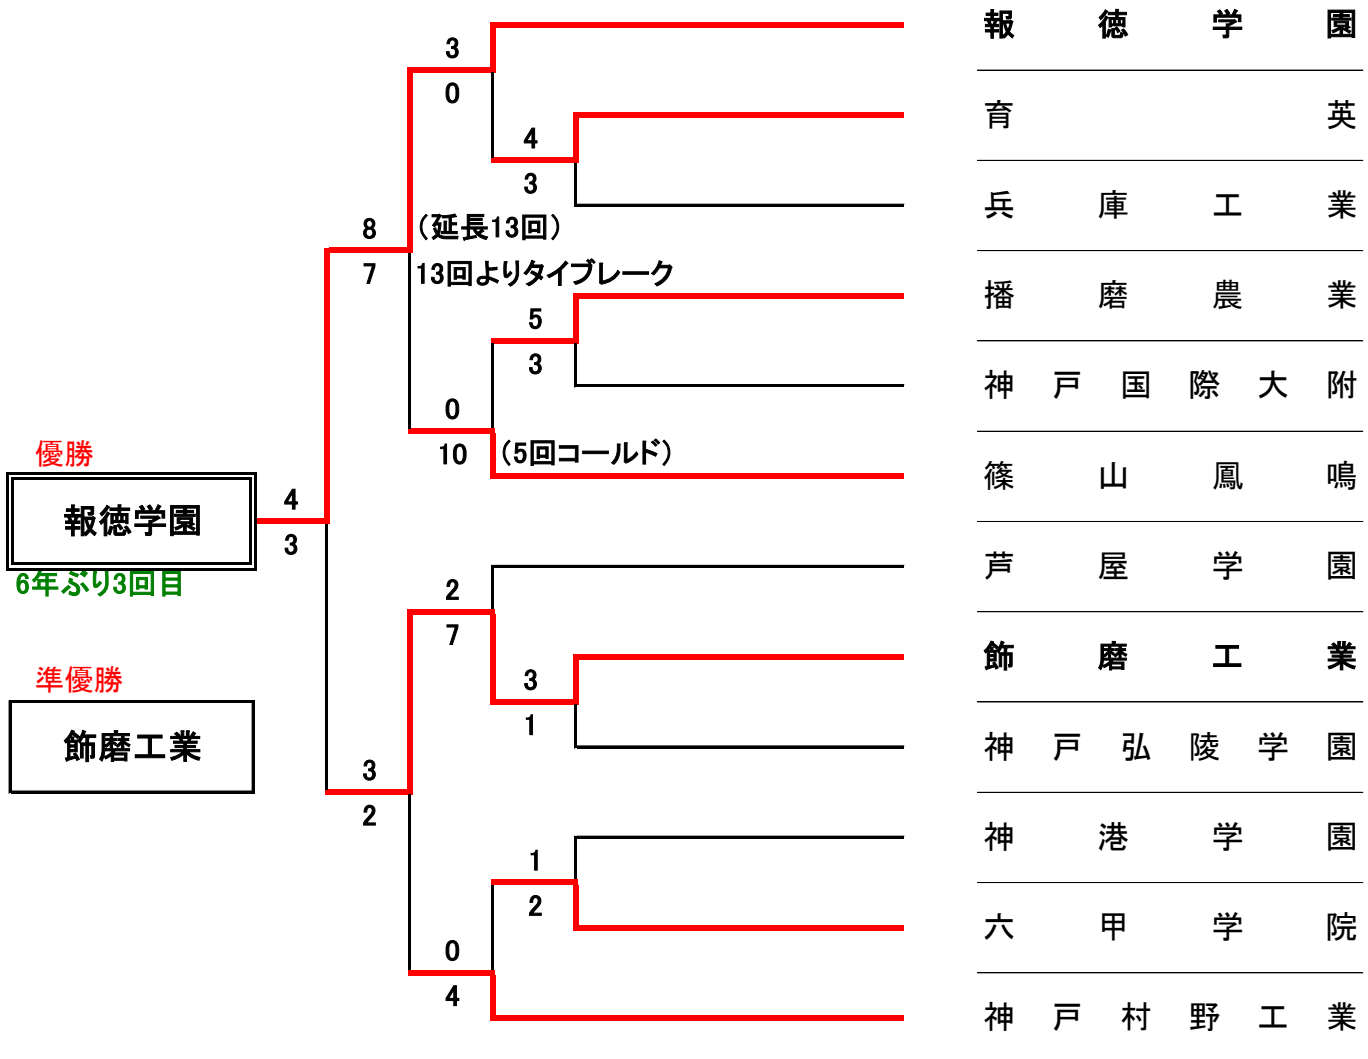 報徳学園
3
0
育英
4
3
兵庫工業
8
(延長13回)
7
13回よりタイブレーク
播磨農業
5
3
神戸国際大附
0
10
(5回コールド)
篠山鳳鳴
優勝
報徳学園
4
3
6年ぶり3回目
芦屋学園
2
7
飾磨工業
3
1
準優勝
飾磨工業
神戸弘陵学園
3
2
神港学園
1
2
六甲学院
0
4
神戸村野工業